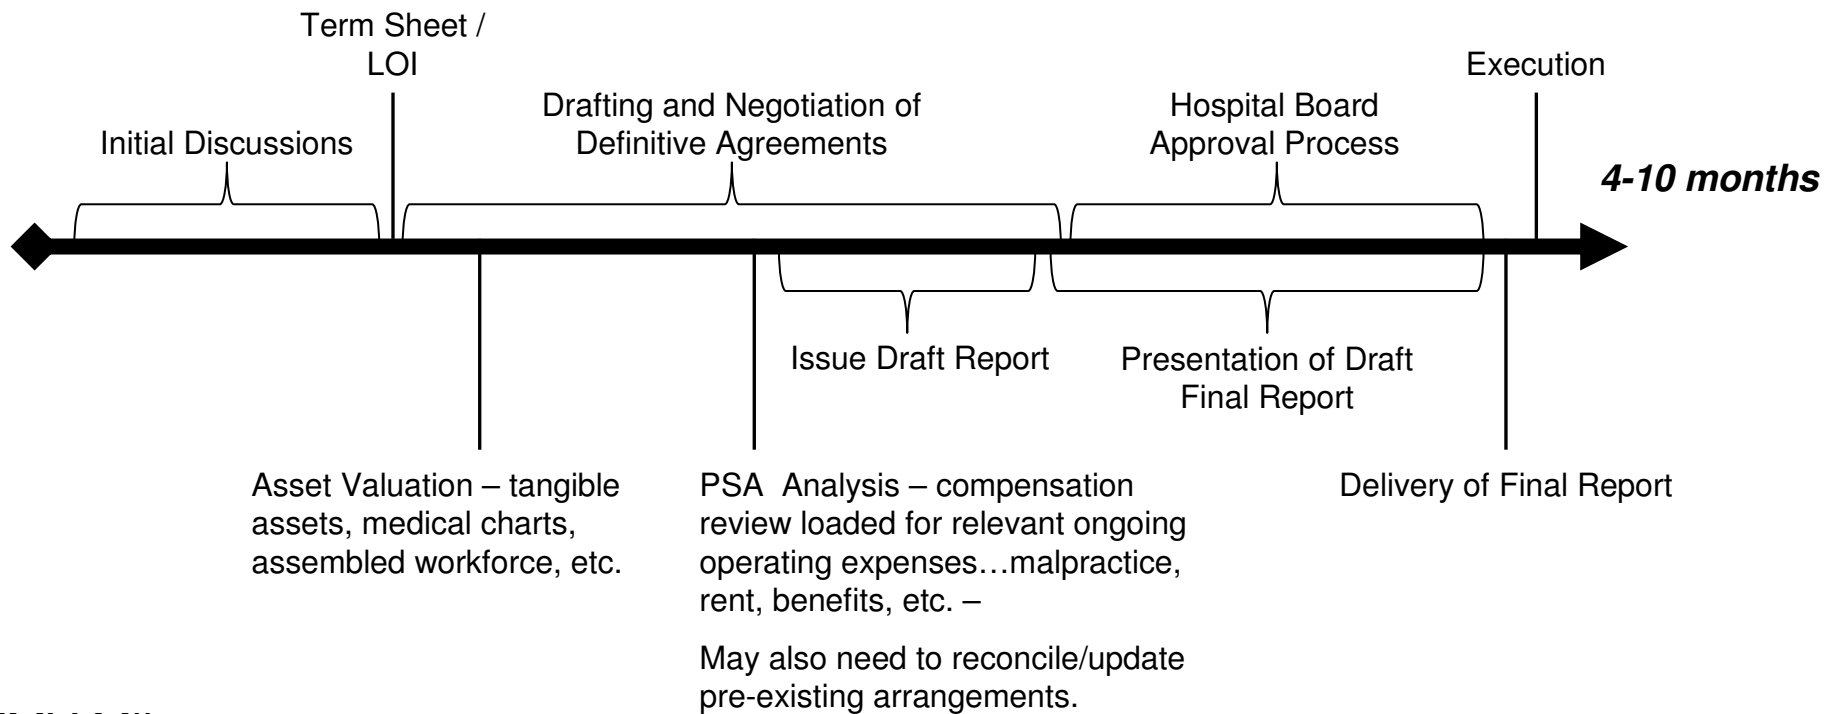 Term Sheet /
LOI
Execution
Drafting and Negotiation of
Definitive Agreements
Hospital Board
Approval Process
Initial Discussions
4-10 months
Issue Draft Report
Presentation of Draft
Final Report
Asset Valuation – tangible
assets, medical charts,
assembled workforce, etc.
PSA  Analysis – compensation
review loaded for relevant ongoing
operating expenses…malpractice,
rent, benefits, etc. –
May also need to reconcile/update
pre-existing arrangements.
Delivery of Final Report